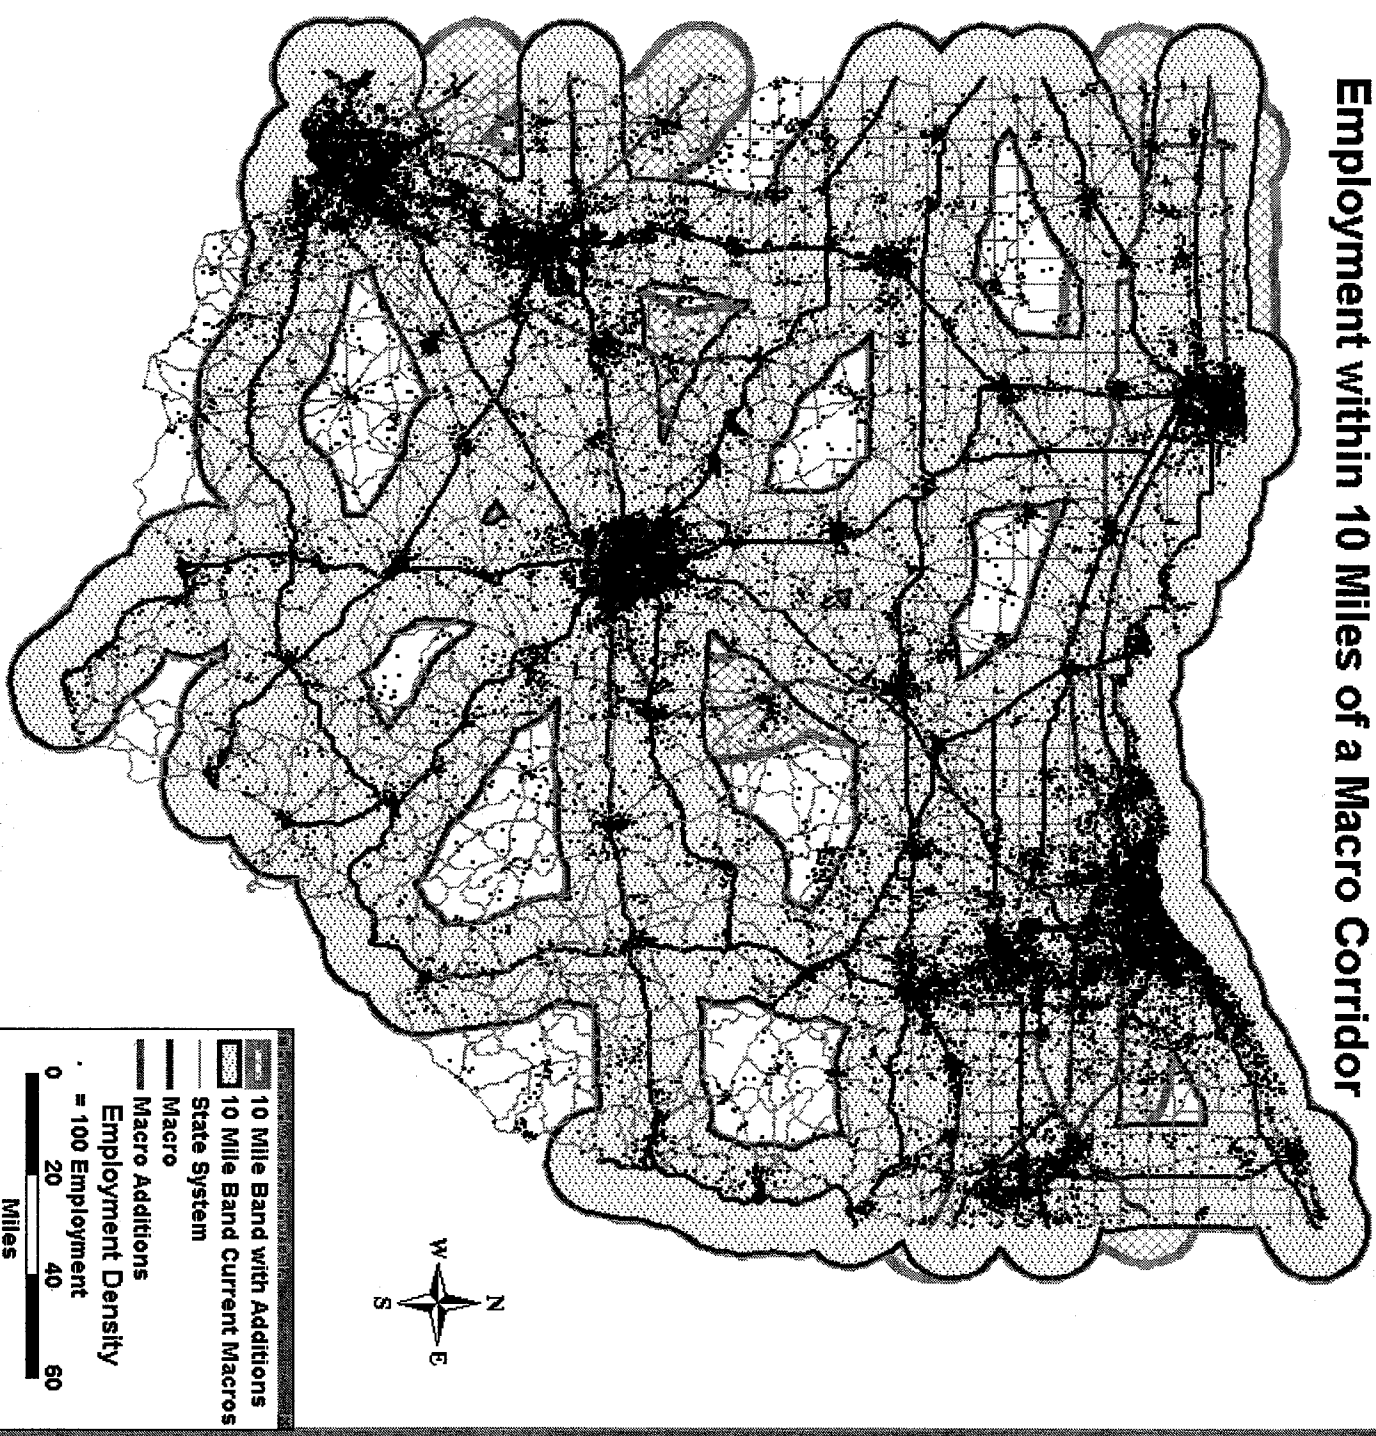 Employment within 10 Miles of a Macro Corridor
N
W E
S
10 Mile Band with Additions
10 Mile Band Current Macros
State System
Macro
Macro Additions
Employment Density
· = 100 Employment
0 20 40 60
Miles